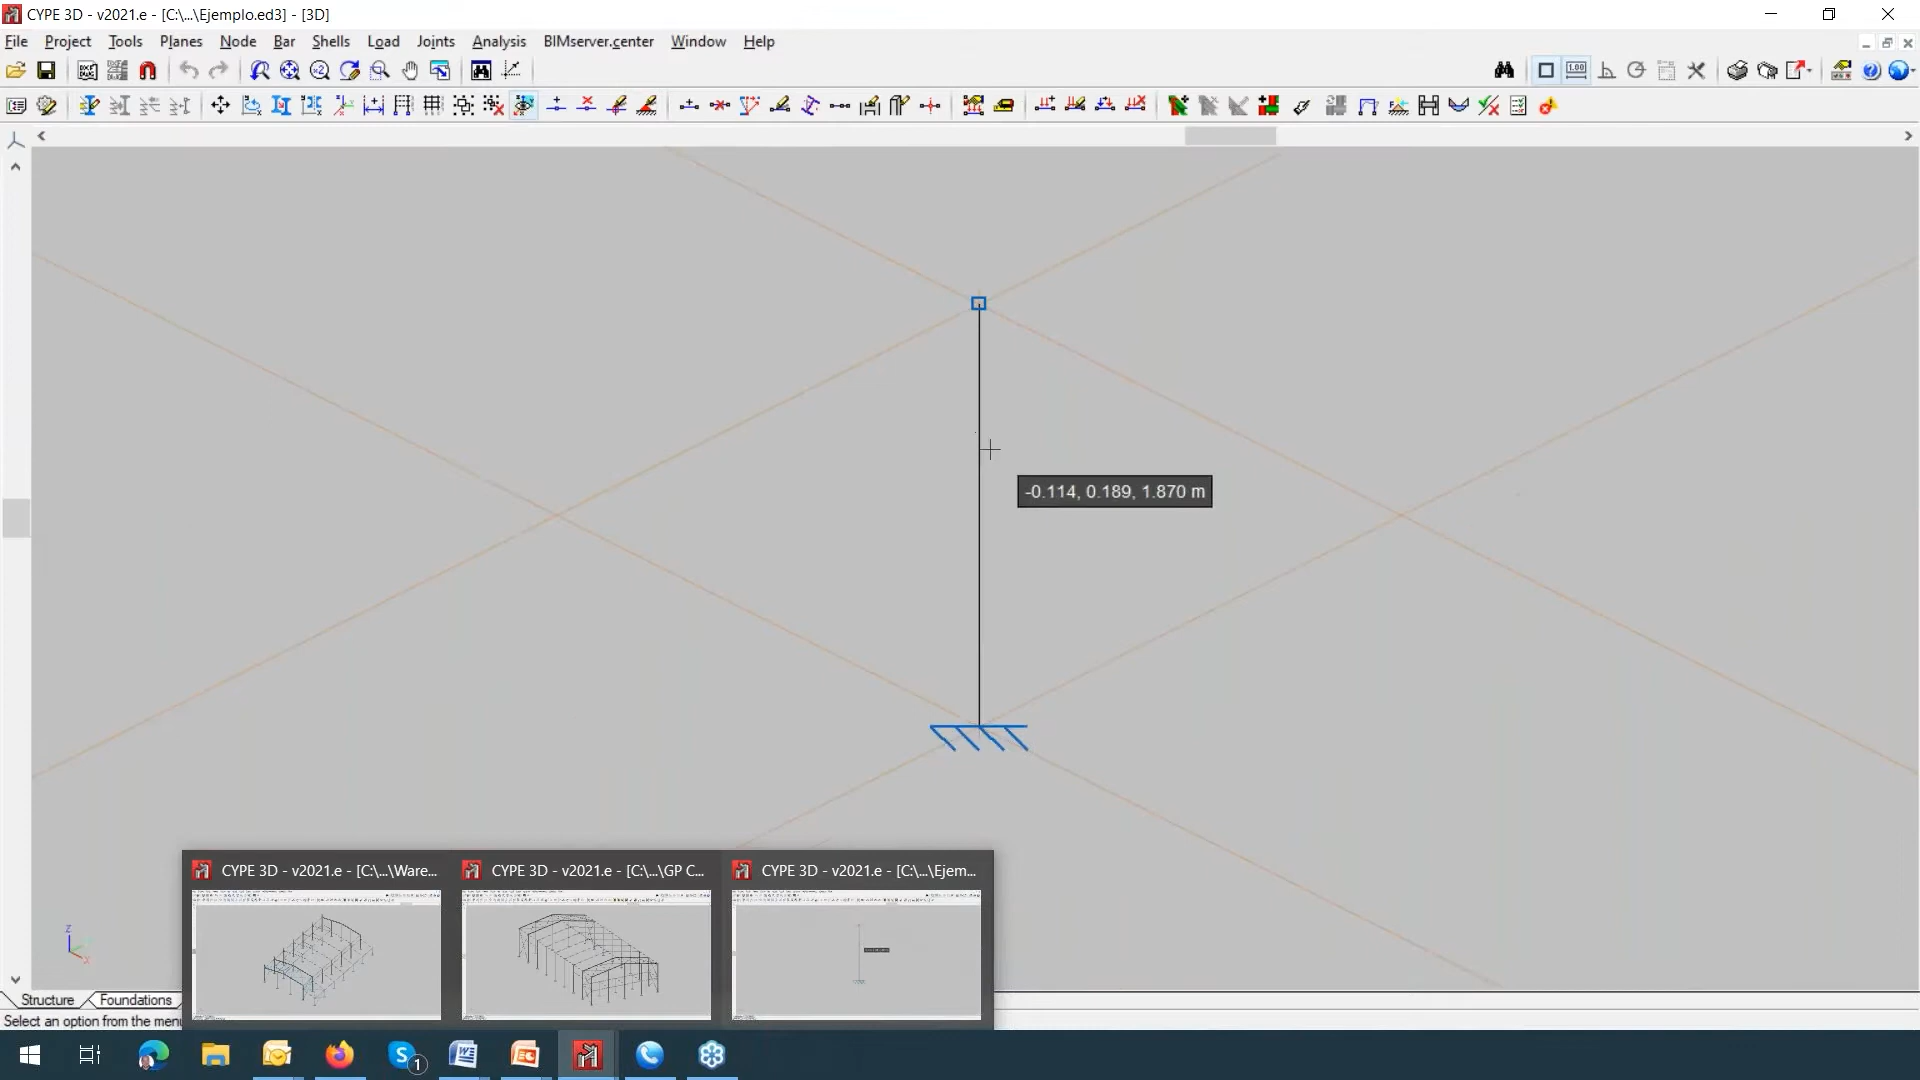 CYPE 3D - v2021.e - [C:\...\Ejemplo.ed3] - [3D]
File Project Tools Planes Node Bar Shells Load Joints Analysis BIMserver.center Window Help
-0.114, 0.189, 1.870 m
CYPE 3D - v2021.e - [C:\...\Ware... CYPE 3D - v2021.e - [C:\...\GP C... CYPE 3D - v2021.e - [C:\...\Ejem...
z
x
Structure Foundations
Select an option from the menu
1